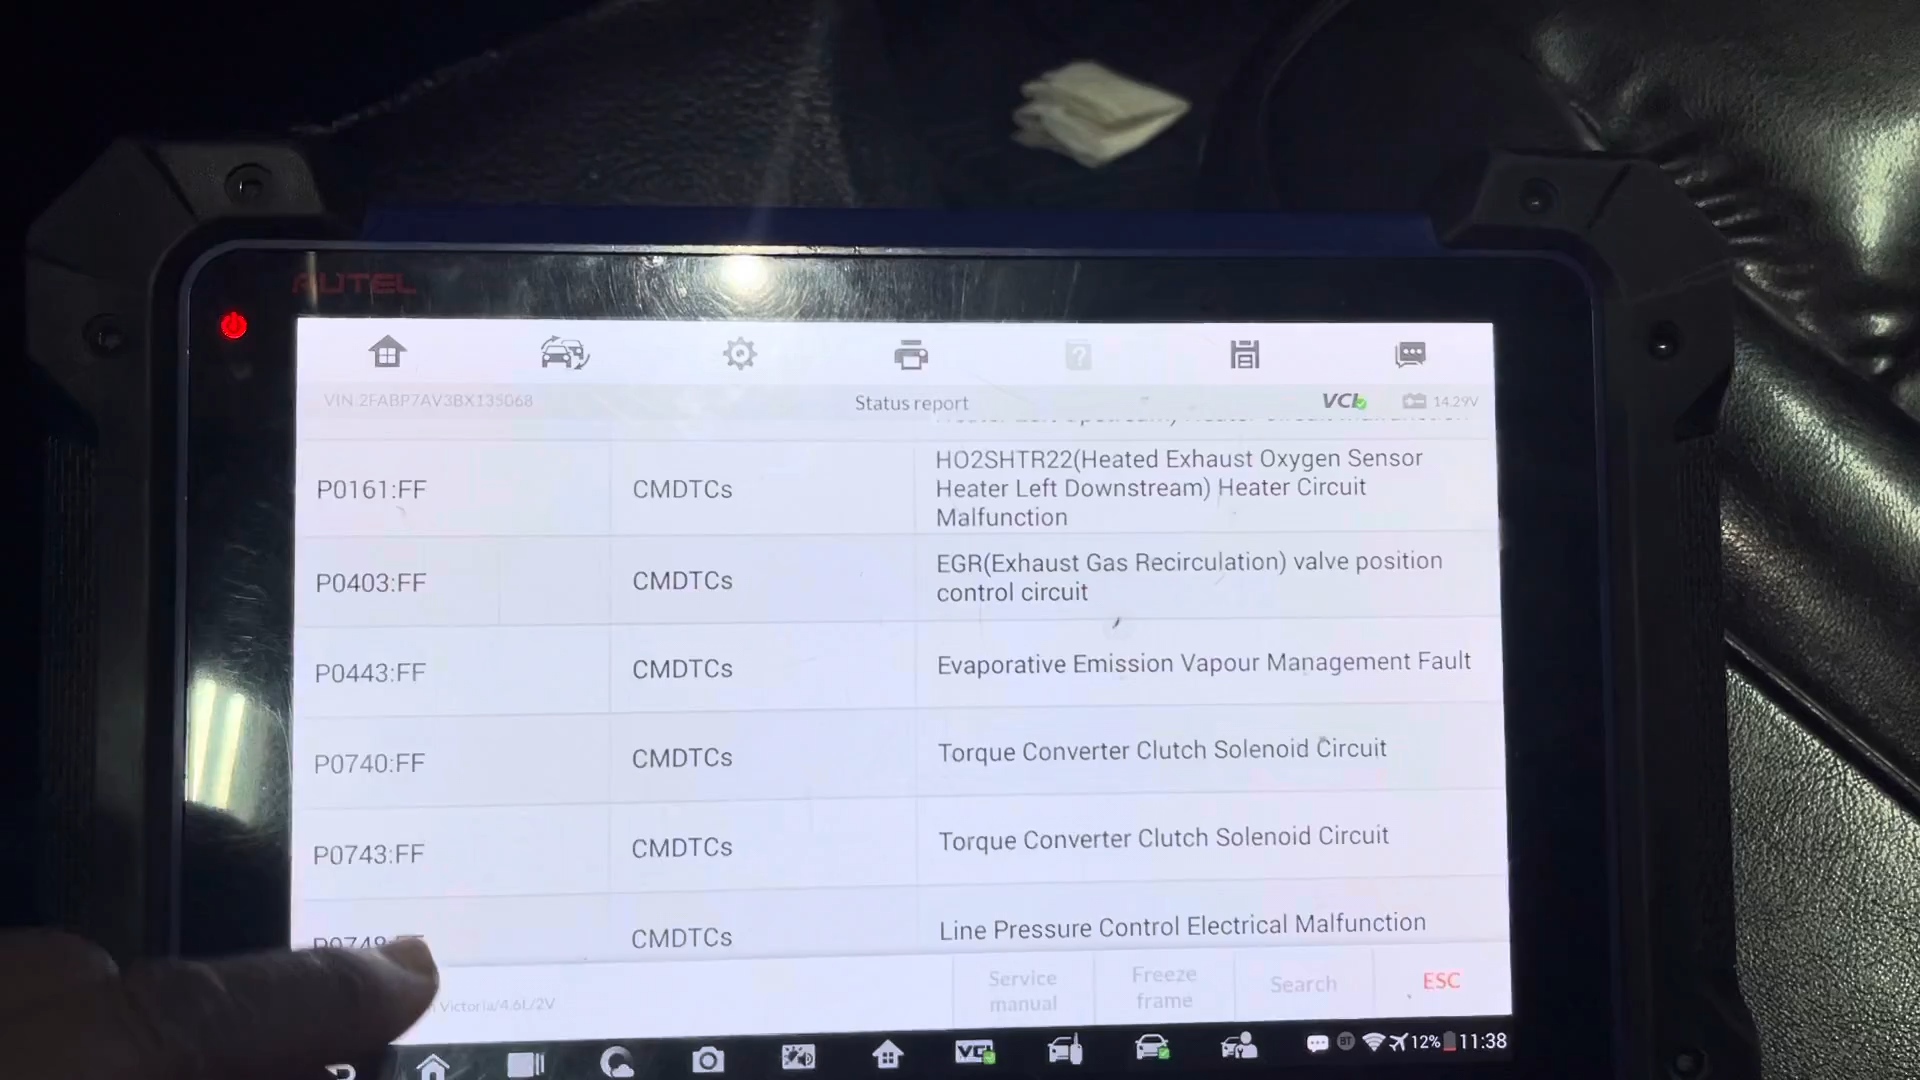 AUTEL
VIN:2FABP7AV3BX135068
Status report
VCI
14.29V
P0161:FF
CMDTCs
HO2SHTR22(Heated Exhaust Oxygen Sensor
Heater Left Downstream) Heater Circuit
Malfunction
P0403:FF
CMDTCs
EGR(Exhaust Gas Recirculation) valve position
control circuit
P0443:FF
CMDTCs
Evaporative Emission Vapour Management Fault
P0740:FF
CMDTCs
Torque Converter Clutch Solenoid Circuit
P0743:FF
CMDTCs
Torque Converter Clutch Solenoid Circuit
P0748:FF
CMDTCs
Line Pressure Control Electrical Malfunction
Victoria/4.6L/2V
Service
manual
Freeze
frame
Search
ESC
VCI
BT
12%
11:38